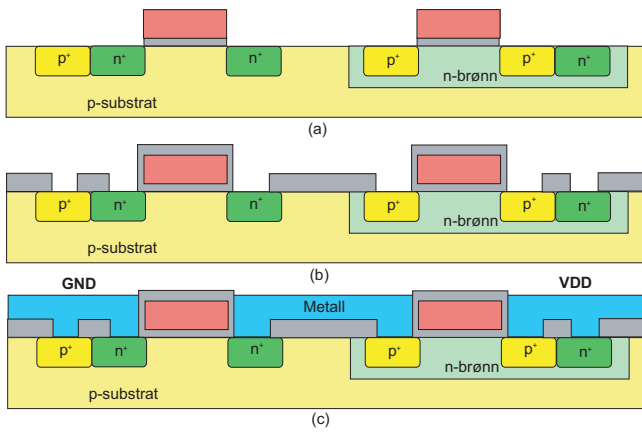 p⁺ n⁺ n⁺ p⁺ p⁺ n⁺
n-brønn
p-substrat
(a)
p⁺ n⁺ n⁺ p⁺ p⁺ n⁺
n-brønn
p-substrat
(b)
GND VDD
Metall
p⁺ n⁺ n⁺ p⁺ p⁺ n⁺
n-brønn
p-substrat
(c)